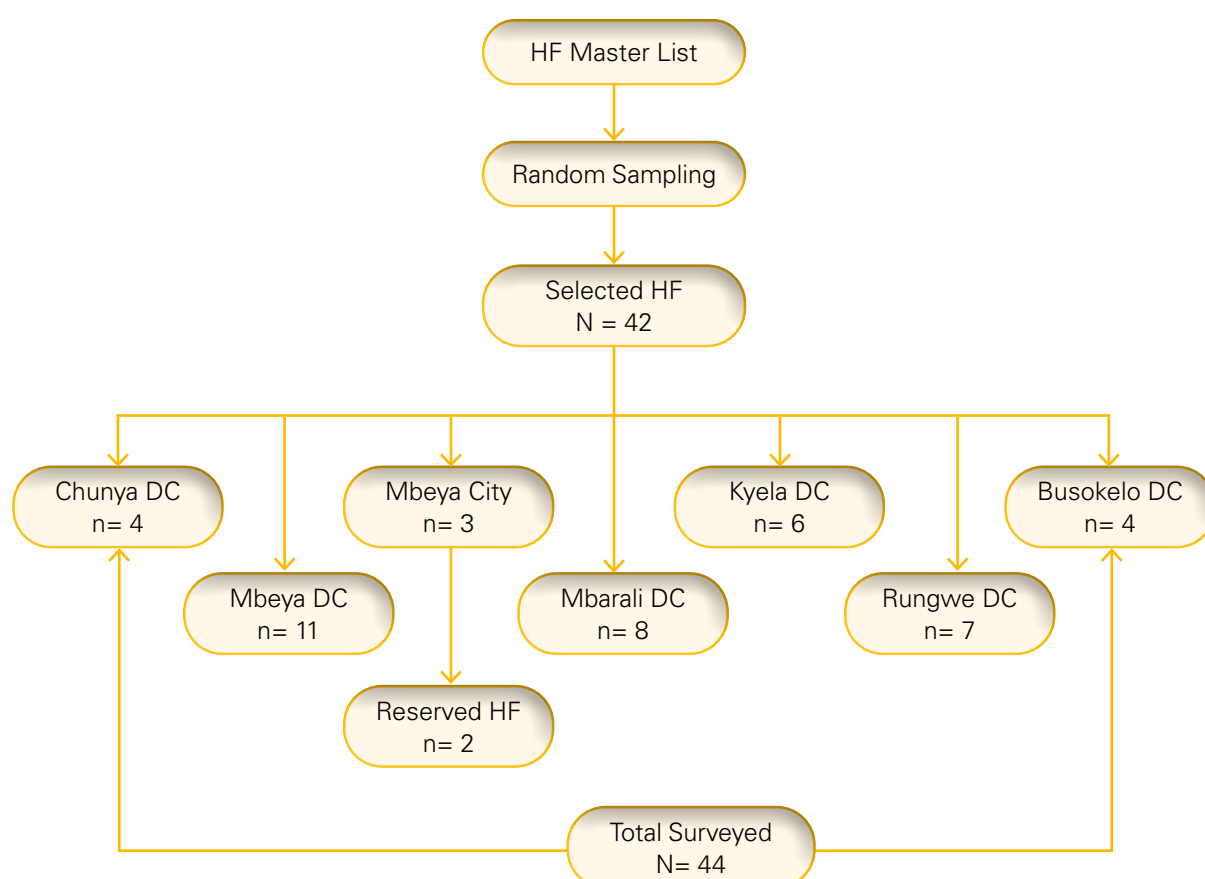 HF Master List
Random Sampling
Selected HF
N = 42
Chunya DC
n= 4
Mbeya City
n= 3
Kyela DC
n= 6
Busokelo DC
n= 4
Mbeya DC
n= 11
Mbarali DC
n= 8
Rungwe DC
n= 7
Reserved HF
n= 2
Total Surveyed
N= 44